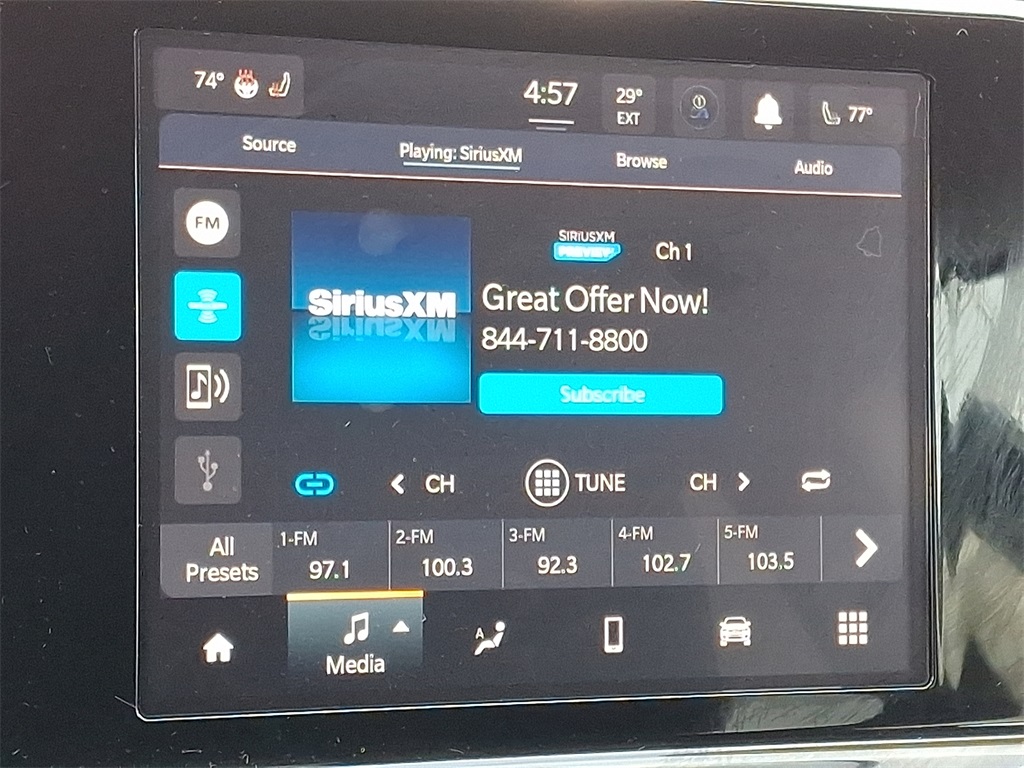 74°
4:57
29°
EXT
77°
Source
Playing: SiriusXM
Browse
Audio
FM
SiriusXM
SIRIUSXM
PREVIEW
Ch 1
Great Offer Now!
844-711-8800
Subscribe
CH
TUNE
CH
All
Presets
1-FM
97.1
2-FM
100.3
3-FM
92.3
4-FM
102.7
5-FM
103.5
A
Media